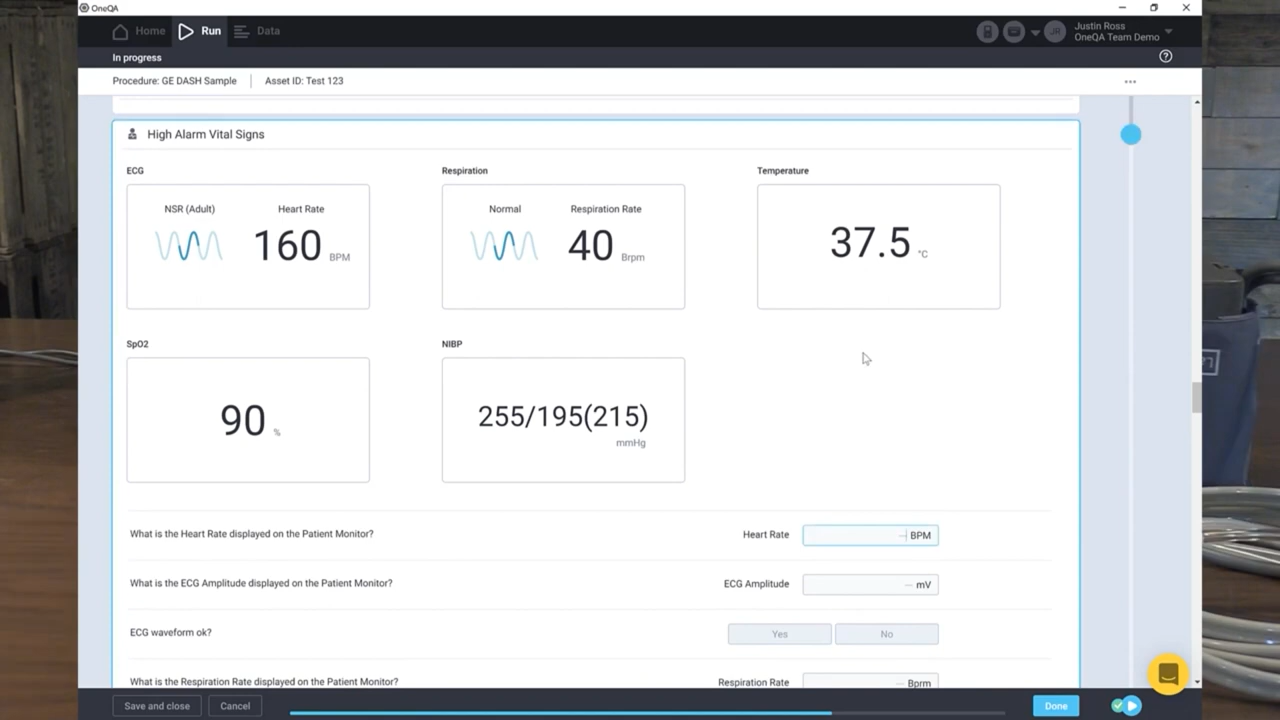 OneQA
Home
Run
Data
JR
Justin Ross
OneQA Team Demo
In progress
Procedure: GE DASH Sample
Asset ID: Test 123
High Alarm Vital Signs
ECG
Respiration
Temperature
NSR (Adult)
Heart Rate
160 BPM
Normal
Respiration Rate
40 Brpm
37.5 °C
SpO2
NIBP
90 %
255/195(215)
mmHg
What is the Heart Rate displayed on the Patient Monitor?
Heart Rate
BPM
What is the ECG Amplitude displayed on the Patient Monitor?
ECG Amplitude
mV
ECG waveform ok?
Yes
No
What is the Respiration Rate displayed on the Patient Monitor?
Respiration Rate
Bprm
Save and close
Cancel
Done